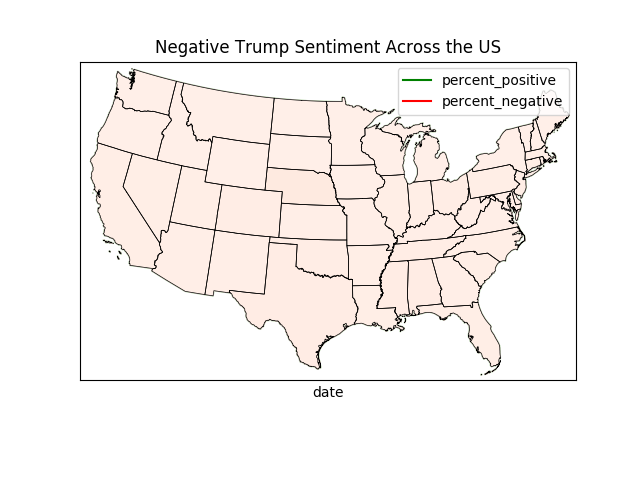 Negative Trump Sentiment Across the US
percent_positive
percent_negative
date